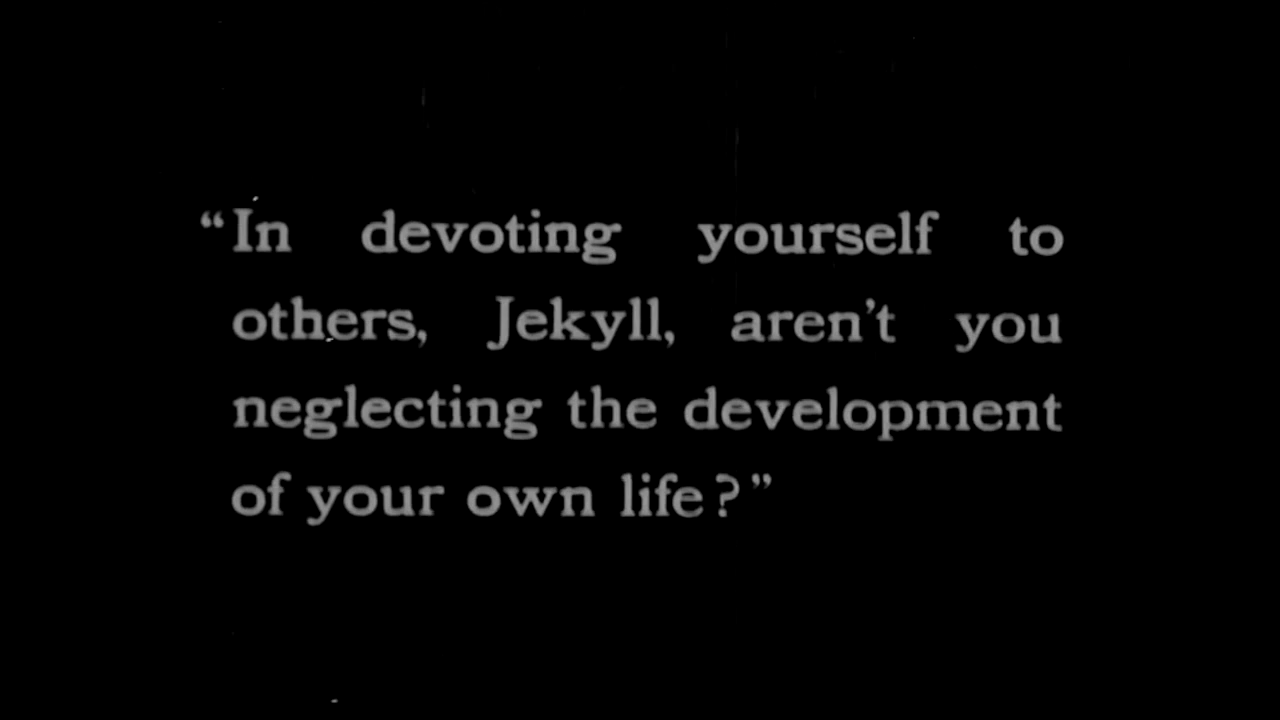 “In devoting yourself to
others, Jekyll, aren’t you
neglecting the development
of your own life?”